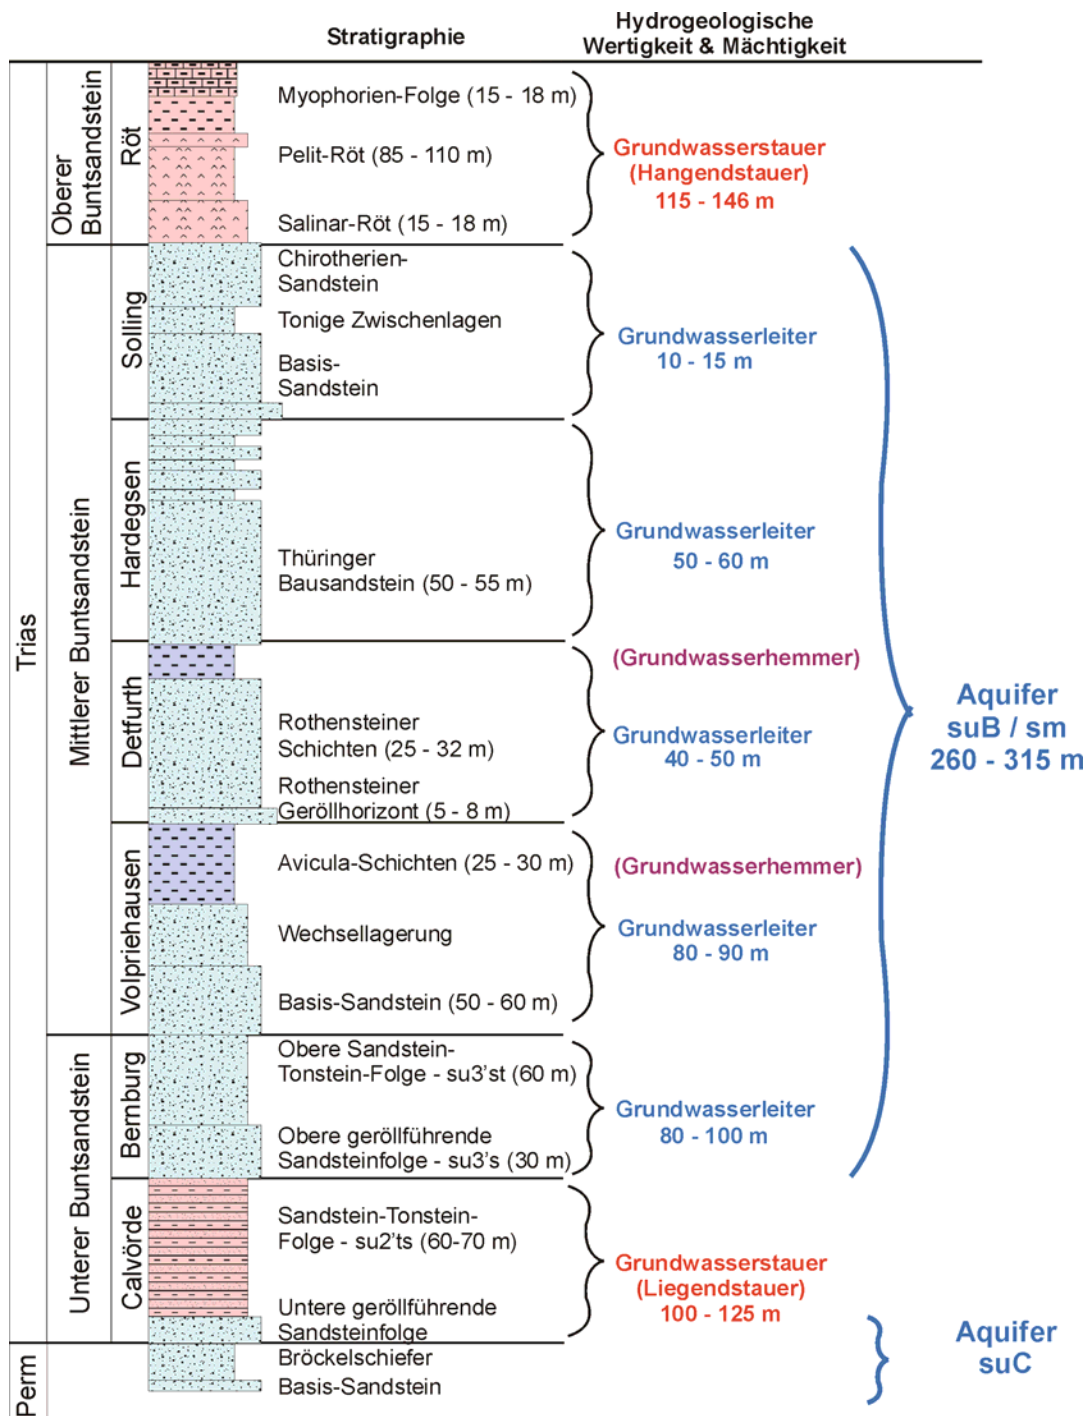 Stratigraphie
Hydrogeologische
Wertigkeit & Mächtigkeit
Trias
Perm
Oberer
Buntsandstein
Mittlerer Buntsandstein
Unterer Buntsandstein
Röt
Myophorien-Folge (15 - 18 m)
Pelit-Röt (85 - 110 m)
Salinar-Röt (15 - 18 m)
Grundwasserstauer
(Hangendstauer)
115 - 146 m
Solling
Chirotherien-
Sandstein
Tonige Zwischenlagen
Basis-
Sandstein
Grundwasserleiter
10 - 15 m
Hardegsen
Thüringer
Bausandstein (50 - 55 m)
Grundwasserleiter
50 - 60 m
Detfurth
Rothensteiner
Schichten (25 - 32 m)
Rothensteiner
Geröllhorizont (5 - 8 m)
(Grundwasserhemmer)
Grundwasserleiter
40 - 50 m
Volpriehausen
Avicula-Schichten (25 - 30 m)
Wechsellagerung
Basis-Sandstein (50 - 60 m)
(Grundwasserhemmer)
Grundwasserleiter
80 - 90 m
Bernburg
Obere Sandstein-
Tonstein-Folge - su3'st (60 m)
Obere geröllführende
Sandsteinfolge - su3's (30 m)
Grundwasserleiter
80 - 100 m
Aquifer
suB / sm
260 - 315 m
Calvörde
Sandstein-Tonstein-
Folge - su2'ts (60-70 m)
Untere geröllführende
Sandsteinfolge
Grundwasserstauer
(Liegendstauer)
100 - 125 m
Bröckelschiefer
Basis-Sandstein
Aquifer
suC